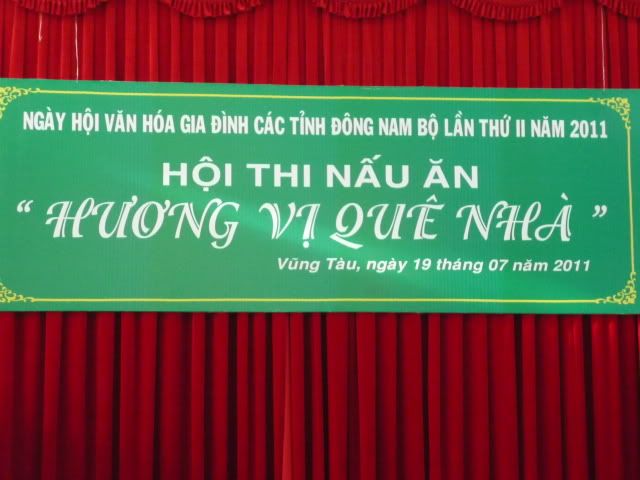 NGÀY HỘI VĂN HÓA GIA ĐÌNH CÁC TỈNH ĐÔNG NAM BỘ LẦN THỨ II NĂM 2011
HỘI THI NẤU ĂN
“ HƯƠNG VỊ QUÊ NHÀ ”
Vũng Tàu, ngày 19 tháng 07 năm 2011